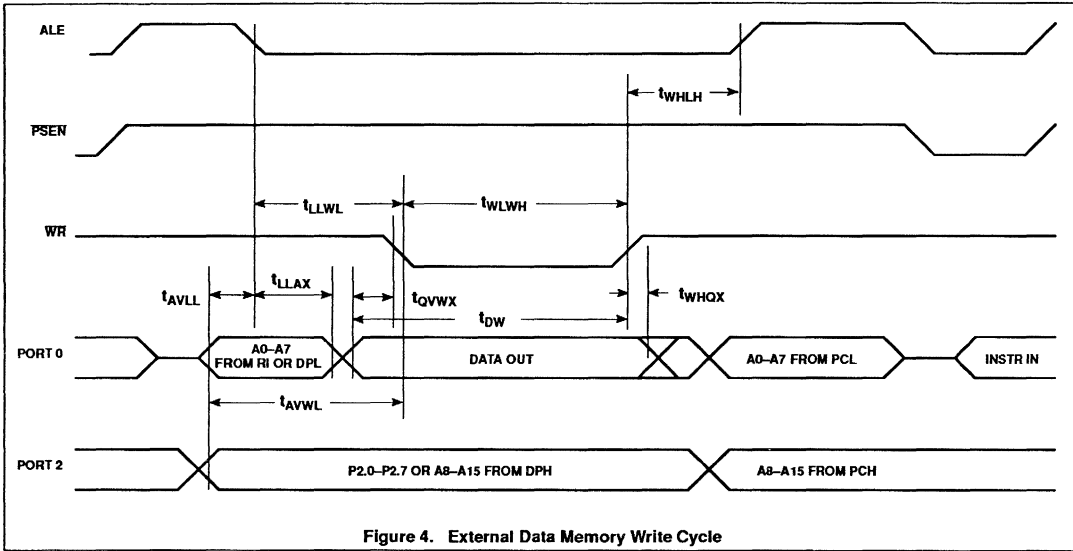 ALE
tWHLH
PSEN
tLLWL
tWLWH
WR
tAVLL
tLLAX
tQVWX
tWHQX
tDW
PORT 0
A0–A7
FROM RI OR DPL
DATA OUT
A0–A7 FROM PCL
INSTR IN
tAVWL
PORT 2
P2.0–P2.7 OR A8–A15 FROM DPH
A8–A15 FROM PCH
Figure 4. External Data Memory Write Cycle